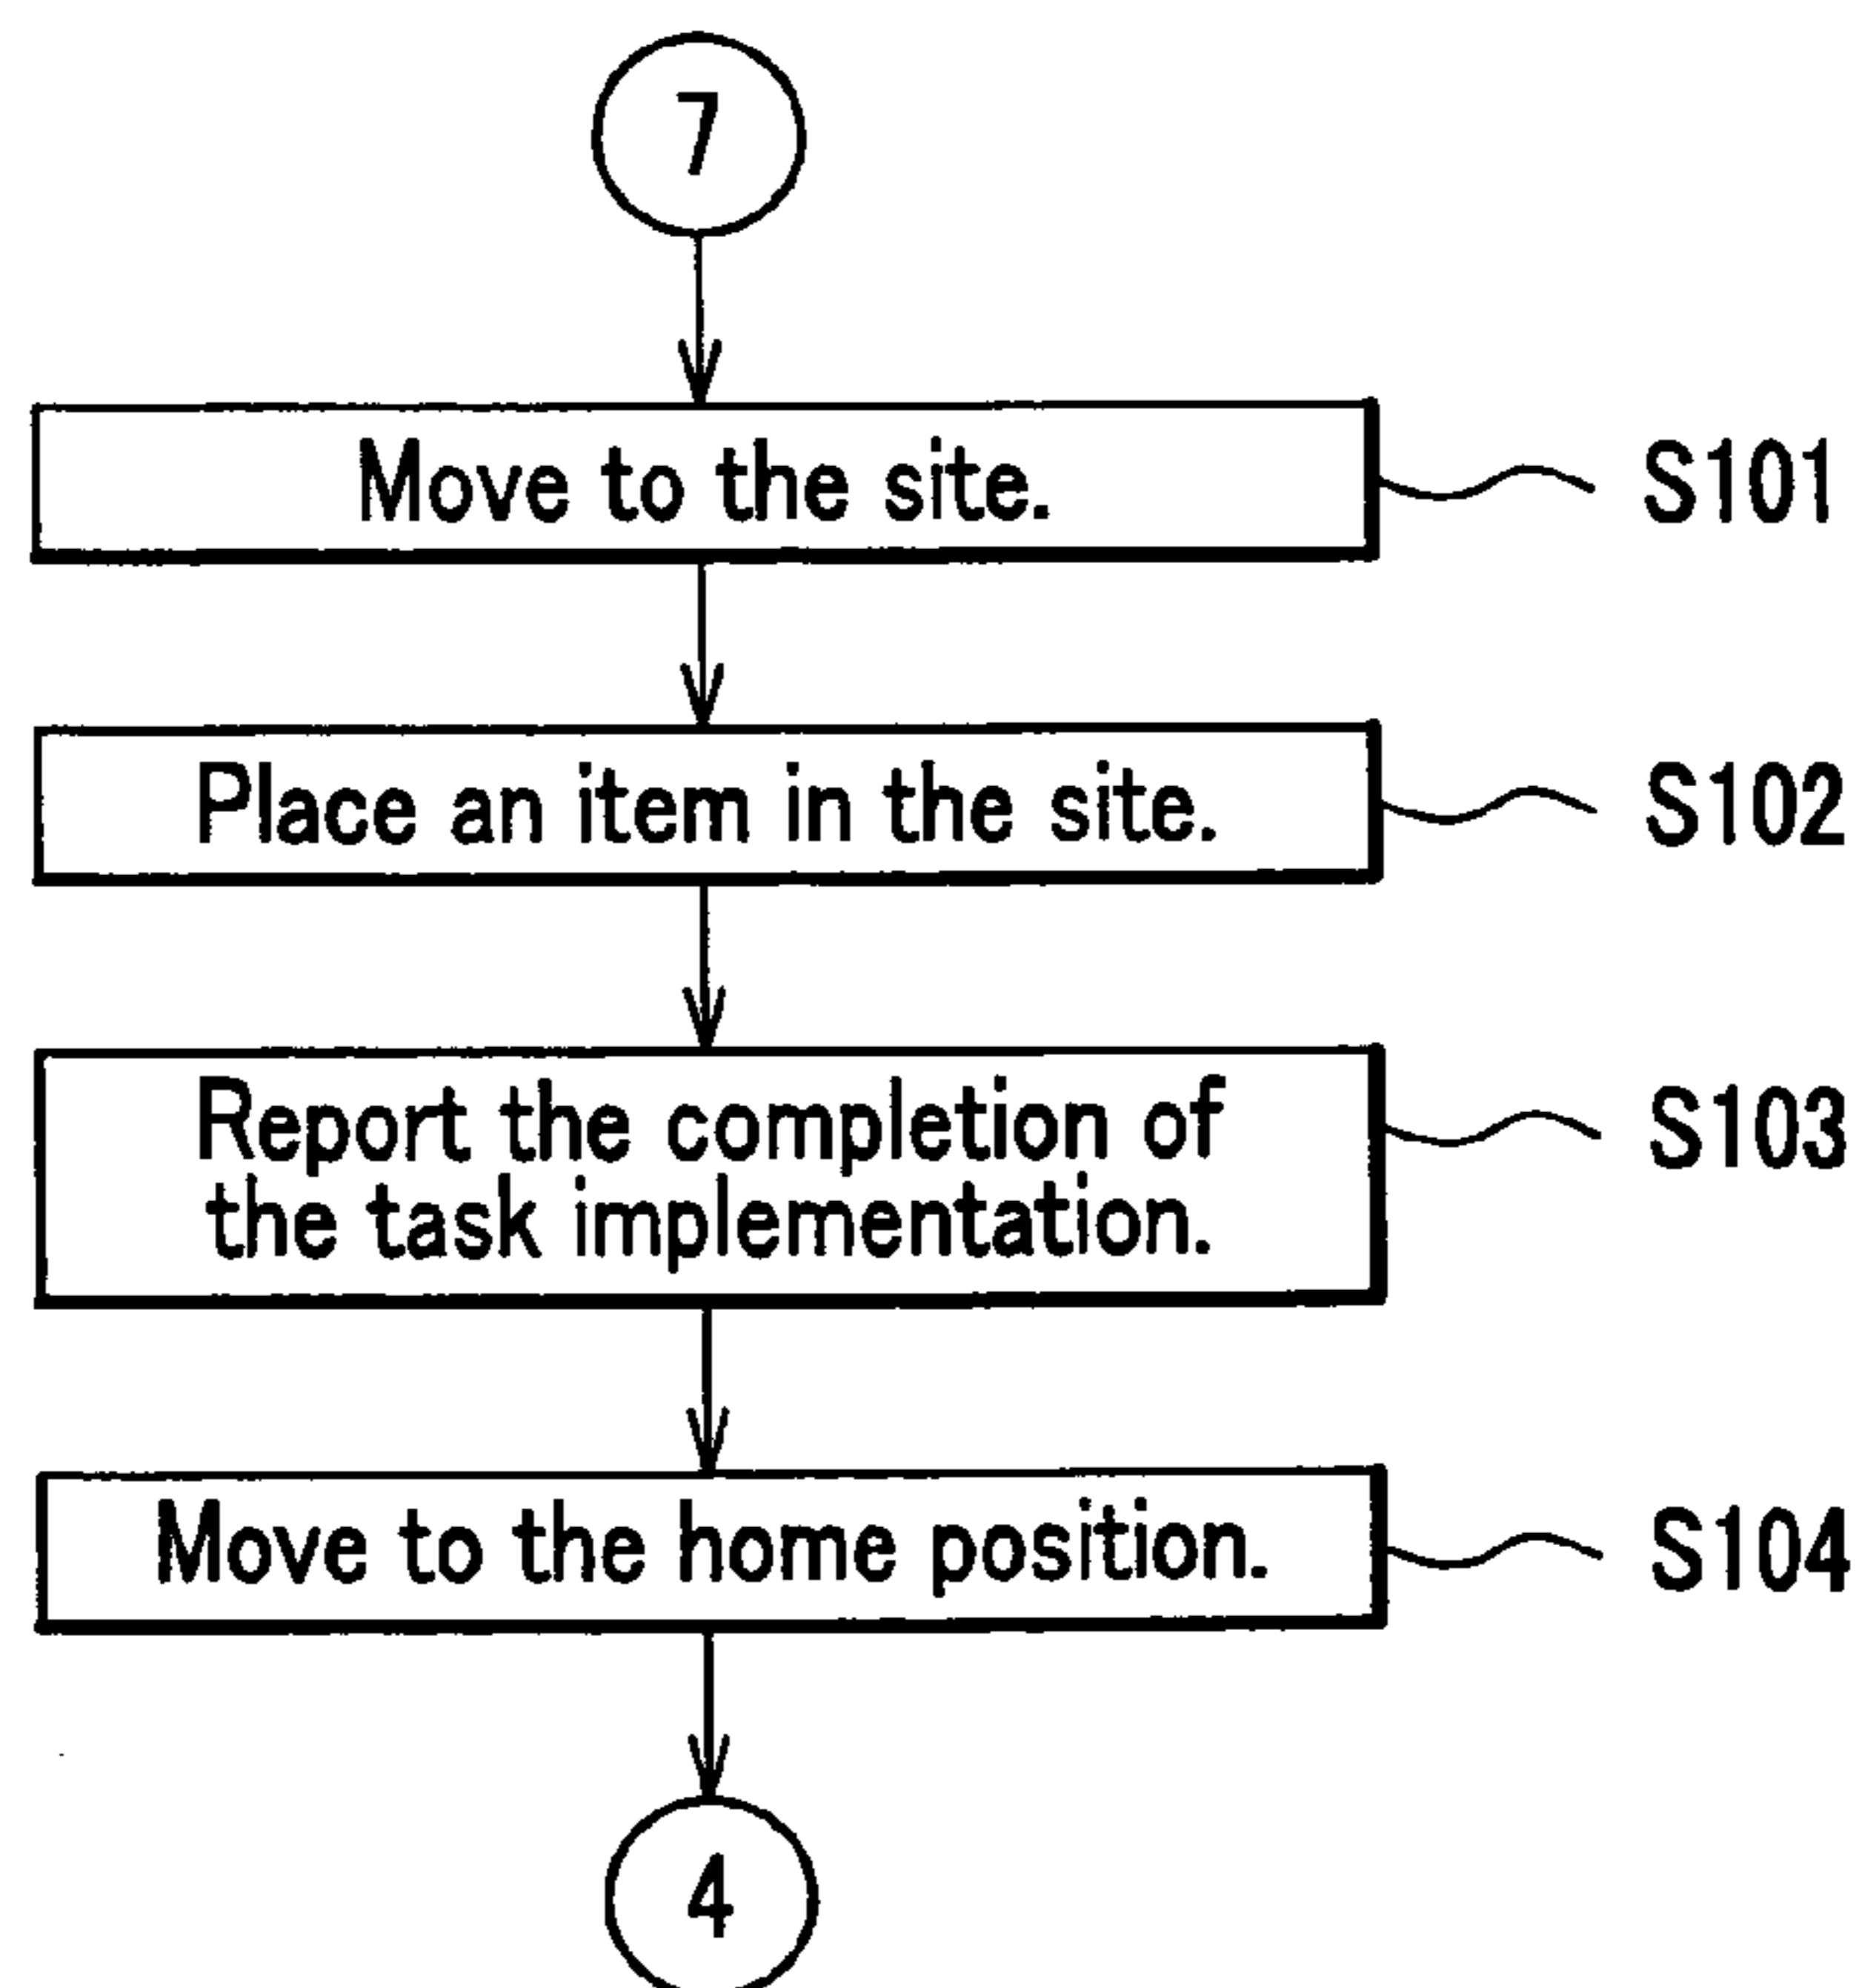 7
Move to the site.
S101
Place an item in the site.
S102
Report the completion of
the task implementation.
S103
Move to the home position.
S104
4